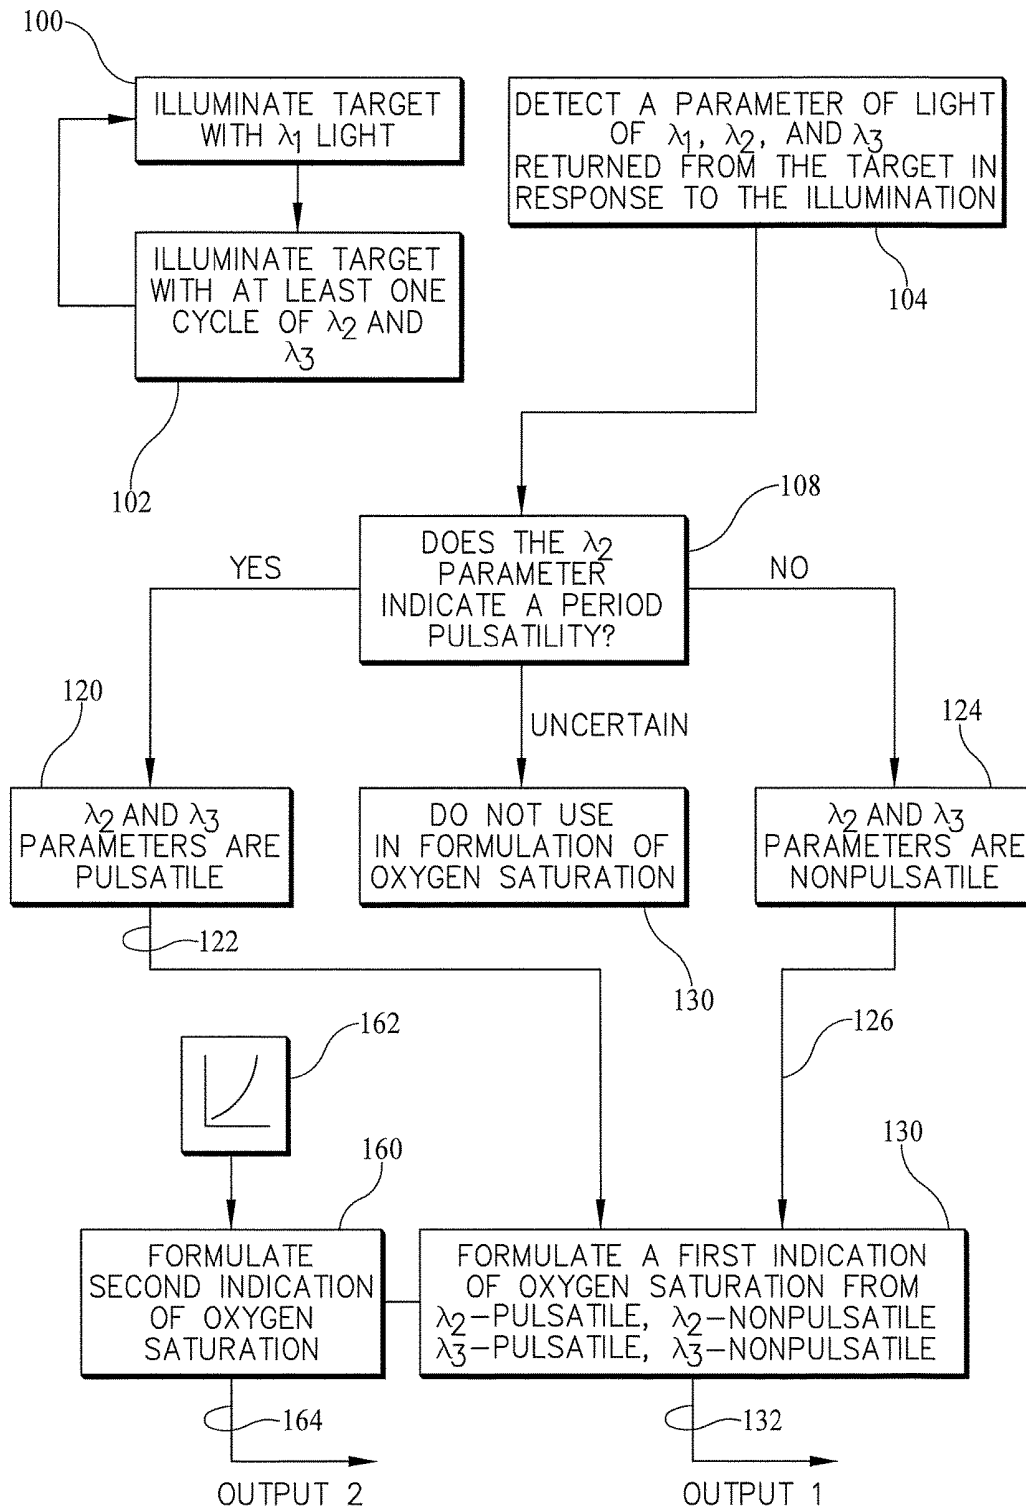 100
ILLUMINATE TARGET
WITH λ1 LIGHT
DETECT A PARAMETER OF LIGHT
OF λ1, λ2, AND λ3
RETURNED FROM THE TARGET IN
RESPONSE TO THE ILLUMINATION
104
ILLUMINATE TARGET
WITH AT LEAST ONE
CYCLE OF λ2 AND
λ3
102
108
DOES THE λ2
PARAMETER
INDICATE A PERIOD
PULSATILITY?
YES
NO
UNCERTAIN
120
λ2 AND λ3
PARAMETERS ARE
PULSATILE
122
DO NOT USE
IN FORMULATION OF
OXYGEN SATURATION
130
124
λ2 AND λ3
PARAMETERS ARE
NONPULSATILE
126
162
160
FORMULATE
SECOND INDICATION
OF OXYGEN
SATURATION
164
OUTPUT 2
130
FORMULATE A FIRST INDICATION
OF OXYGEN SATURATION FROM
λ2-PULSATILE, λ2-NONPULSATILE
λ3-PULSATILE, λ3-NONPULSATILE
132
OUTPUT 1